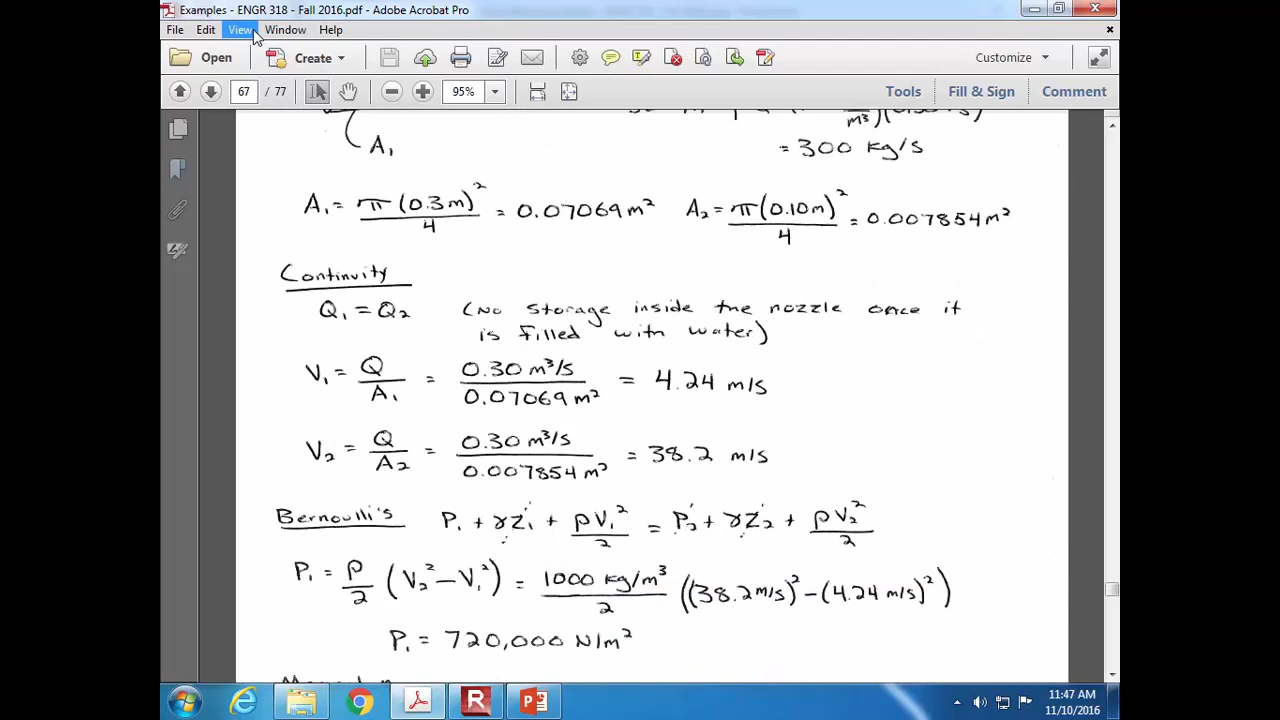 Examples - ENGR 318 - Fall 2016.pdf - Adobe Acrobat Pro
File Edit View Window Help
Open Create Customize
67 / 77 95% Tools Fill & Sign Comment
A₁
= 300 kg/s
A₁ = π(0.3m)²/4 = 0.07069m² A₂ = π(0.10m)²/4 = 0.007854m²
Continuity
Q₁ = Q₂ (No storage inside the nozzle once it
is filled with water)
V₁ = Q/A₁ = 0.30 m³/s / 0.07069 m² = 4.24 m/s
V₂ = Q/A₂ = 0.30 m³/s / 0.007854 m² = 38.2 m/s
Bernoulli's P₁ + γZ₁ + ρV₁²/2 = P₂ + γZ₂ + ρV₂²/2
P₁ = ρ/2 (V₂² - V₁²) = 1000 kg/m³ / 2 ((38.2 m/s)² - (4.24 m/s)²)
P₁ = 720,000 N/m²
11:47 AM
11/10/2016